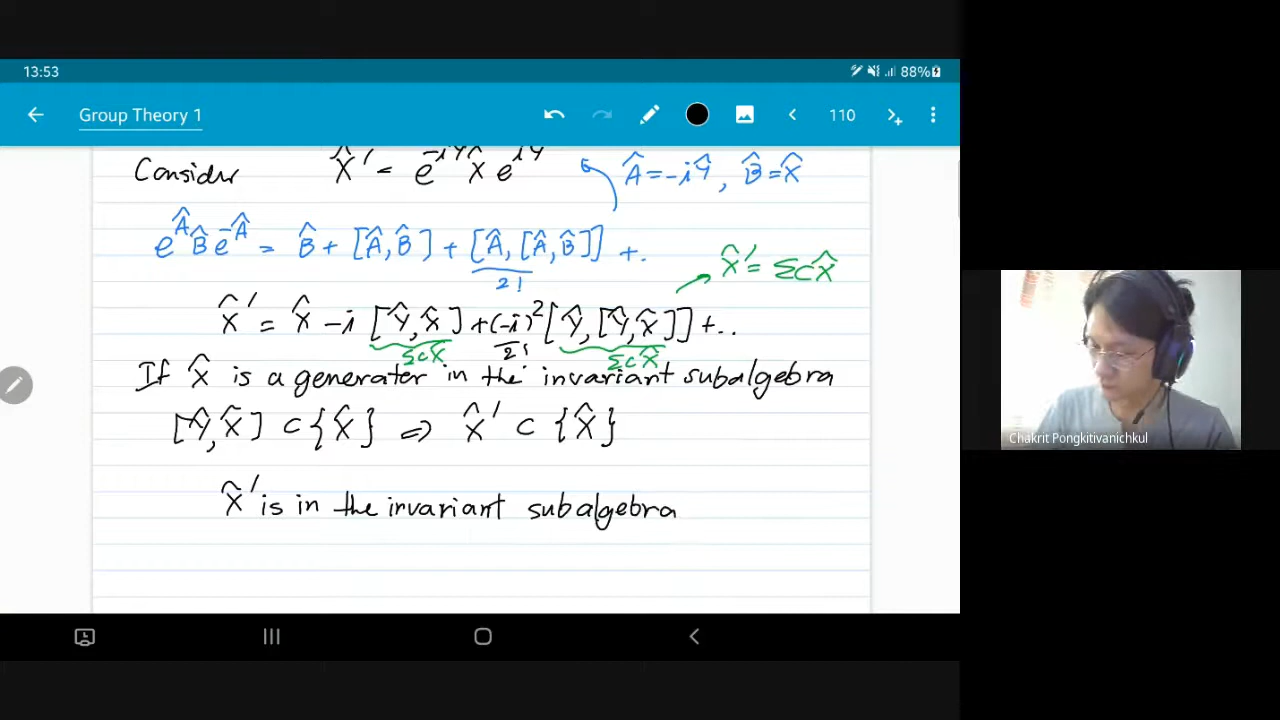 13:53 88%
Group Theory 1 110
Consider X̂' = e^-iŶ X̂ e^iŶ
Â=-iŶ, B̂=X̂
e^Â B̂ e^-Â = B̂ + [Â, B̂] + [Â, [Â, B̂]]/2! + ..
X̂' = ΣcX̂
X̂' = X̂ -i [Ŷ, X̂] + (-i)²/2! [Ŷ, [Ŷ, X̂]] + ..
ΣcX̂ ΣcX̂
If X̂ is a generater in the invariant subalgebra
[Ŷ, X̂] ⊂ {X̂} ⇒ X̂' ⊂ {X̂}
X̂' is in the invariant subalgebra
Chakrit Pongkitivanichkul